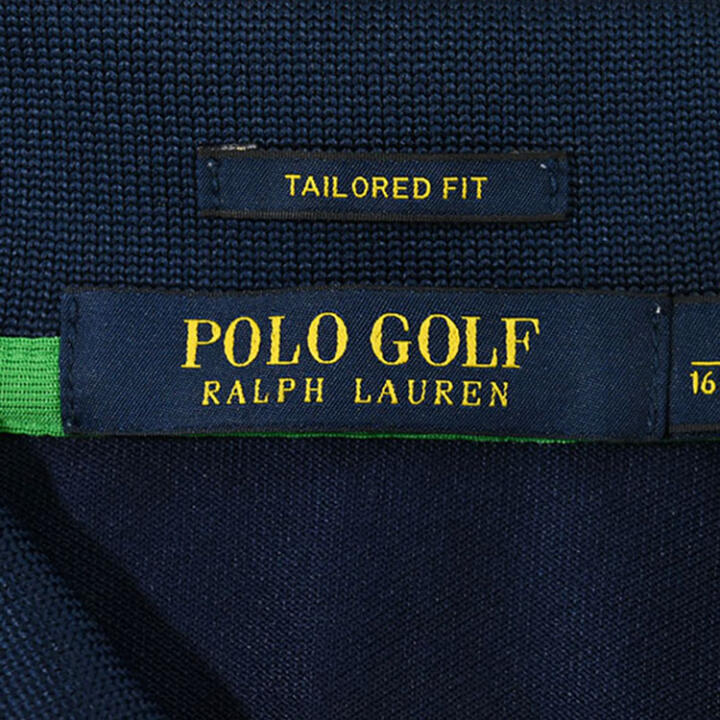 TAILORED FIT
POLO GOLF
RALPH LAUREN
16